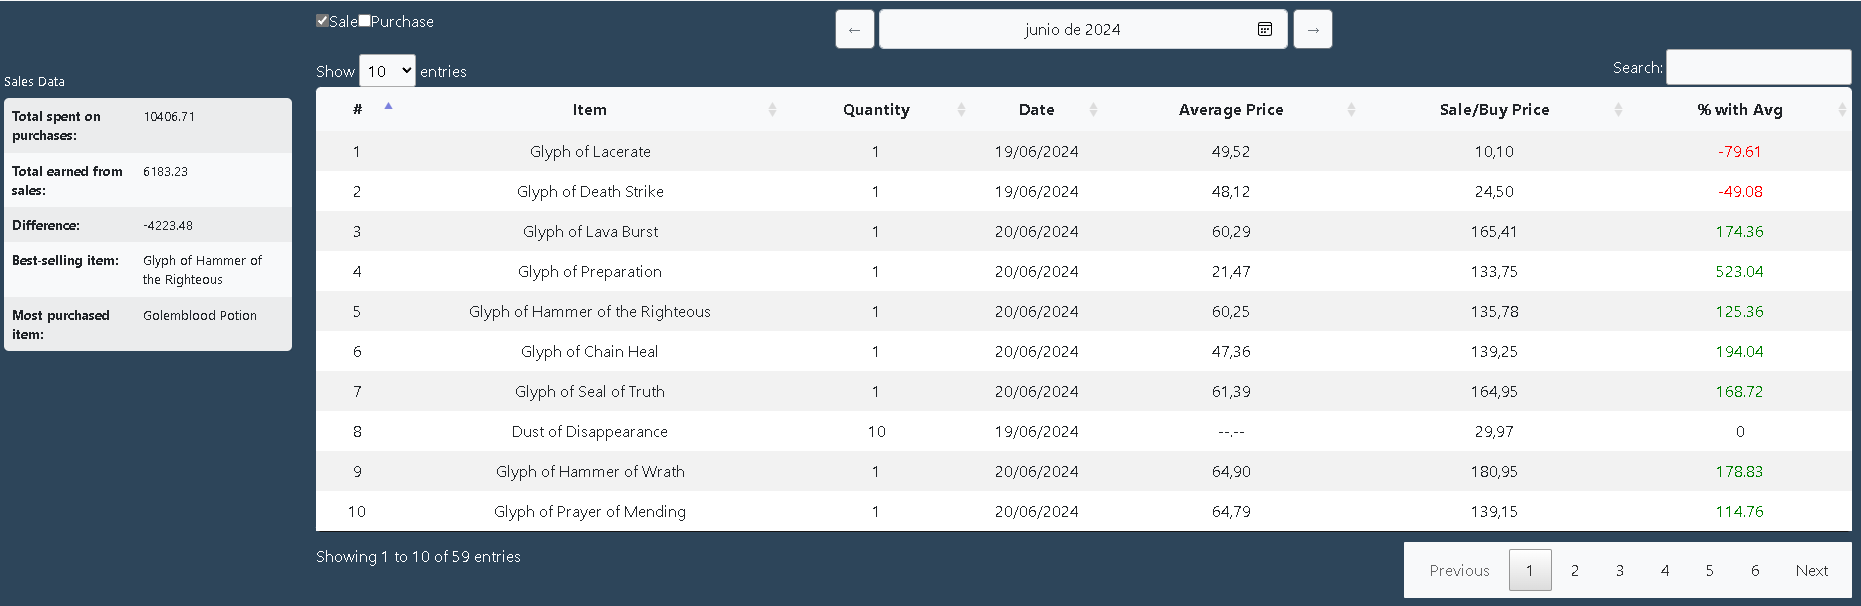 Sale Purchase
← junio de 2024 →
Show 10 entries
Search:
Sales Data
Total spent on purchases: 10406.71
Total earned from sales: 6183.23
Difference: -4223.48
Best-selling item: Glyph of Hammer of the Righteous
Most purchased item: Golemblood Potion
# Item Quantity Date Average Price Sale/Buy Price % with Avg
1 Glyph of Lacerate 1 19/06/2024 49,52 10,10 -79.61
2 Glyph of Death Strike 1 19/06/2024 48,12 24,50 -49.08
3 Glyph of Lava Burst 1 20/06/2024 60,29 165,41 174.36
4 Glyph of Preparation 1 20/06/2024 21,47 133,75 523.04
5 Glyph of Hammer of the Righteous 1 20/06/2024 60,25 135,78 125.36
6 Glyph of Chain Heal 1 20/06/2024 47,36 139,25 194.04
7 Glyph of Seal of Truth 1 20/06/2024 61,39 164,95 168.72
8 Dust of Disappearance 10 19/06/2024 --.-- 29,97 0
9 Glyph of Hammer of Wrath 1 20/06/2024 64,90 180,95 178.83
10 Glyph of Prayer of Mending 1 20/06/2024 64,79 139,15 114.76
Showing 1 to 10 of 59 entries
Previous 1 2 3 4 5 6 Next